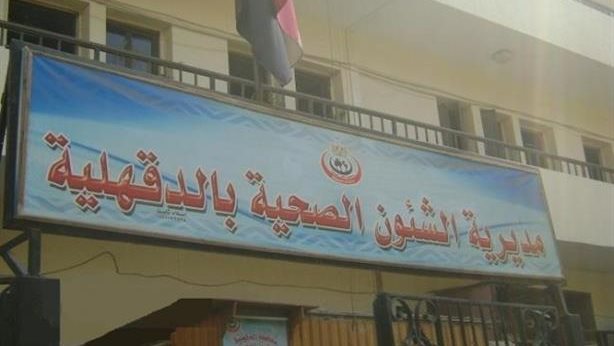 مديرية الشئون الصحية بالدقهلية